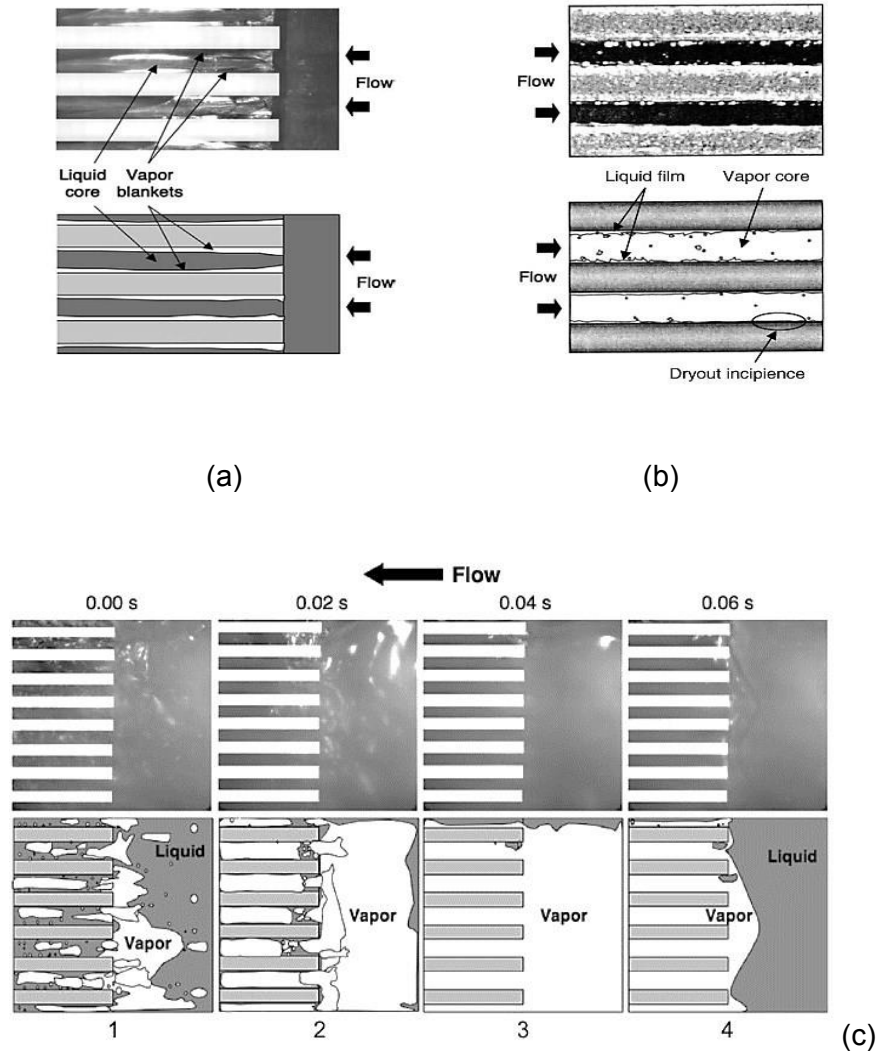 Flow
Liquid core
Vapor blankets
Flow
(a)
Flow
Liquid film
Vapor core
Flow
Dryout incipience
(b)
Flow
0.00 s
0.02 s
0.04 s
0.06 s
Liquid
Vapor
Vapor
Vapor
Vapor
Liquid
1
2
3
4
(c)